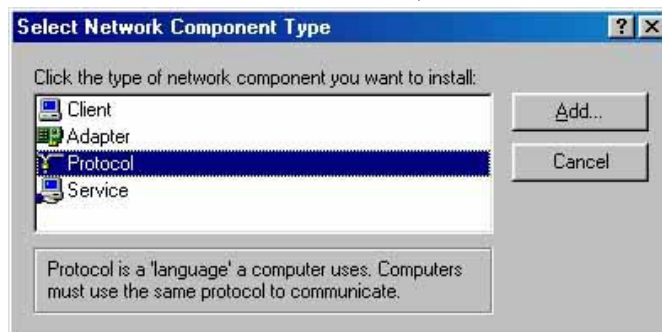 Select Network Component Type
Click the type of network component you want to install:
Client
Adapter
Protocol
Service
Add...
Cancel
Protocol is a 'language' a computer uses. Computers
must use the same protocol to communicate.